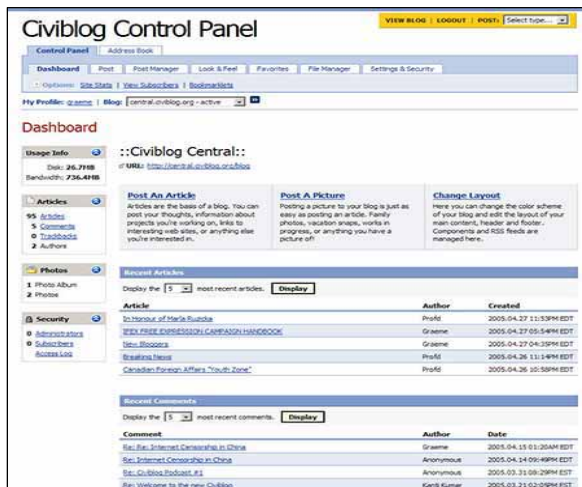 Civiblog Control Panel
VIEW BLOG | LOGOUT | POST: Select type...
Control Panel Address Book
Dashboard Post Post Manager Look & Feel Favorites File Manager Settings & Security
Options: Site Stats | View Subscribers | Bookmarklets
My Profile: graeme | Blog: central.civiblog.org - active
Dashboard
Usage Info
Disk: 26.7MB
Bandwidth: 736.4MB
Articles
95 Articles
5 Comments
0 Trackbacks
2 Authors
Photos
1 Photo Album
2 Photos
Security
0 Administrators
0 Subscribers
Access Log
::Civiblog Central::
URL: http://central.civiblog.org/blog
Post An Article
Articles are the basis of a blog. You can
post your thoughts, information about
projects you're working on, links to
interesting web sites, or anything else
you're interested in.
Post A Picture
Posting a picture to your blog is just as
easy as posting an article. Family
photos, vacation snaps, works in
progress, or anything you have a
picture of!
Change Layout
Here you can change the color scheme
of your blog and edit the layout of your
main content, header and footer.
Components and RSS feeds are
managed here.
Recent Articles
Display the 5 most recent articles. Display
Article Author Created
In Honour of Marla Ruzicka Profd 2005.04.27 11:53PM EDT
IFEX FREE EXPRESSION CAMPAIGN HANDBOOK Graeme 2005.04.27 05:54PM EDT
New Bloggers Graeme 2005.04.27 04:35PM EDT
Breaking News Profd 2005.04.26 11:14PM EDT
Canadian Foreign Affairs "Youth Zone" Profd 2005.04.26 10:58PM EDT
Recent Comments
Display the 5 most recent comments. Display
Comment Author Date
Re: Re: Internet Censorship in China Graeme 2005.04.15 01:20AM EDT
Re: Internet Censorship in China Anonymous 2005.04.14 09:49PM EDT
Re: Civiblog Podcast #1 Anonymous 2005.03.31 08:29PM EST
Re: Welcome to the new Civiblog Kanti Kumar 2005.03.31 02:05PM EST